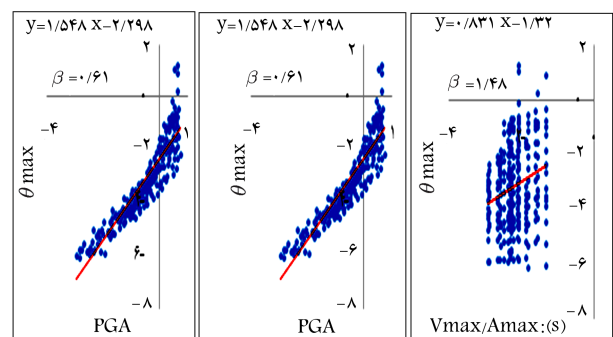 y=۱/۵۴۸ x−۲/۲۹۸
۲
β =۰/۶۱
−۴
−۲
۱
θ max
۶-
−۸
PGA
y=۱/۵۴۸ x−۲/۲۹۸
۲
β =۰/۶۱
−۴
−۲
۱
θ max
−۶
−۸
PGA
y=۰/۸۳۱ x−۱/۳۲
۲
β =۱/۴۸
−۴
−۲
θ max
−۴
−۶
−۸
Vmax/Amax:(s)